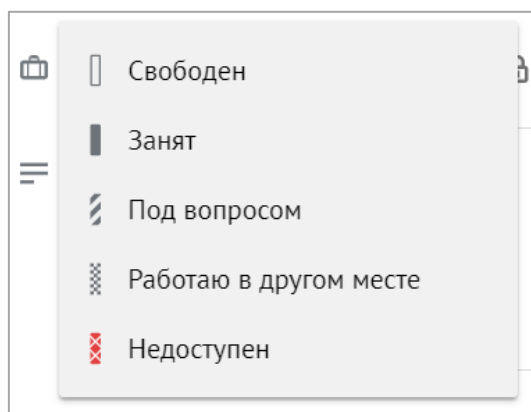 Свободен
Занят
Под вопросом
Работаю в другом месте
Недоступен